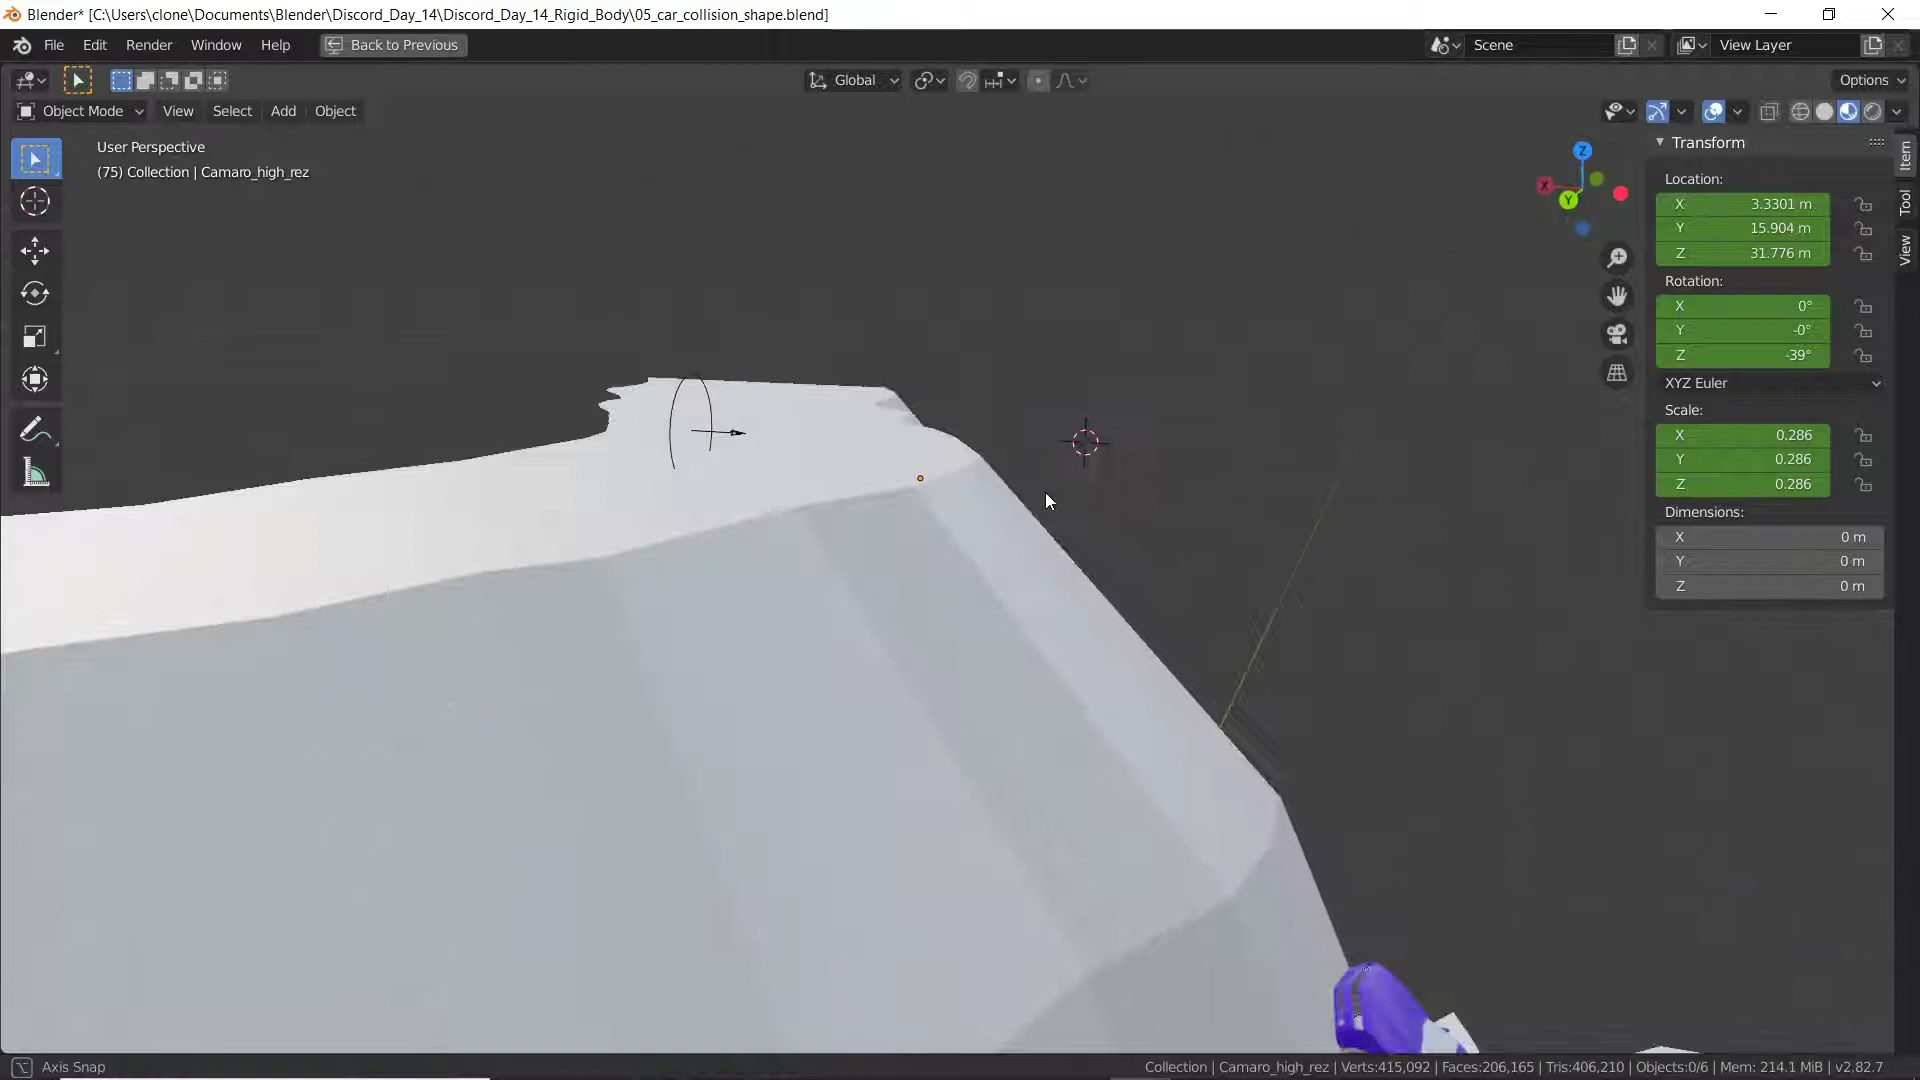 Blender* [C:\Users\clone\Documents\Blender\Discord_Day_14\Discord_Day_14_Rigid_Body\05_car_collision_shape.blend]
File Edit Render Window Help Back to Previous Scene View Layer
Global Options
Object Mode View Select Add Object
User Perspective
(75) Collection | Camaro_high_rez
Z
X
Y
Transform
Location:
X 3.3301 m
Y 15.904 m
Z 31.776 m
Rotation:
X 0°
Y -0°
Z -39°
XYZ Euler
Scale:
X 0.286
Y 0.286
Z 0.286
Dimensions:
X 0 m
Y 0 m
Z 0 m
Item
Tool
View
Axis Snap
Collection | Camaro_high_rez | Verts:415,092 | Faces:206,165 | Tris:406,210 | Objects:0/6 | Mem: 214.1 MiB | v2.82.7